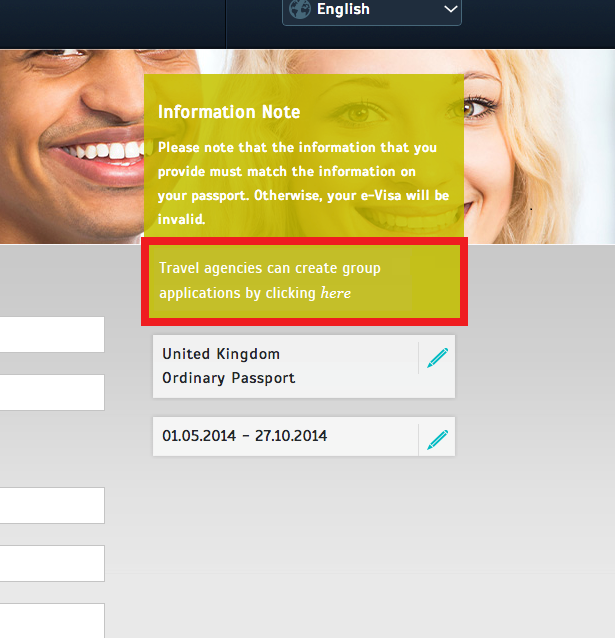 English
Information Note
Please note that the information that you
provide must match the information on
your passport. Otherwise, your e-Visa will be
invalid.
Travel agencies can create group
applications by clicking here
United Kingdom
Ordinary Passport
01.05.2014 - 27.10.2014